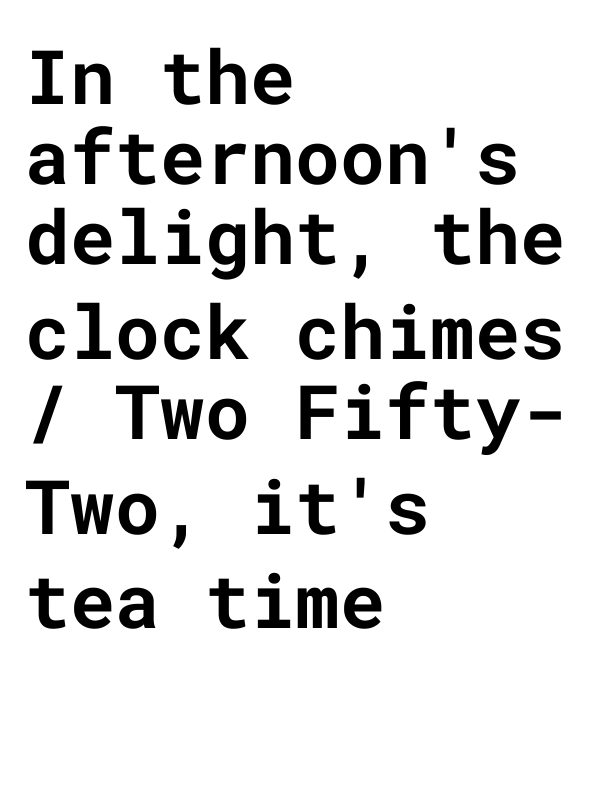 In the
afternoon's
delight, the
clock chimes
/ Two Fifty-
Two, it's
tea time